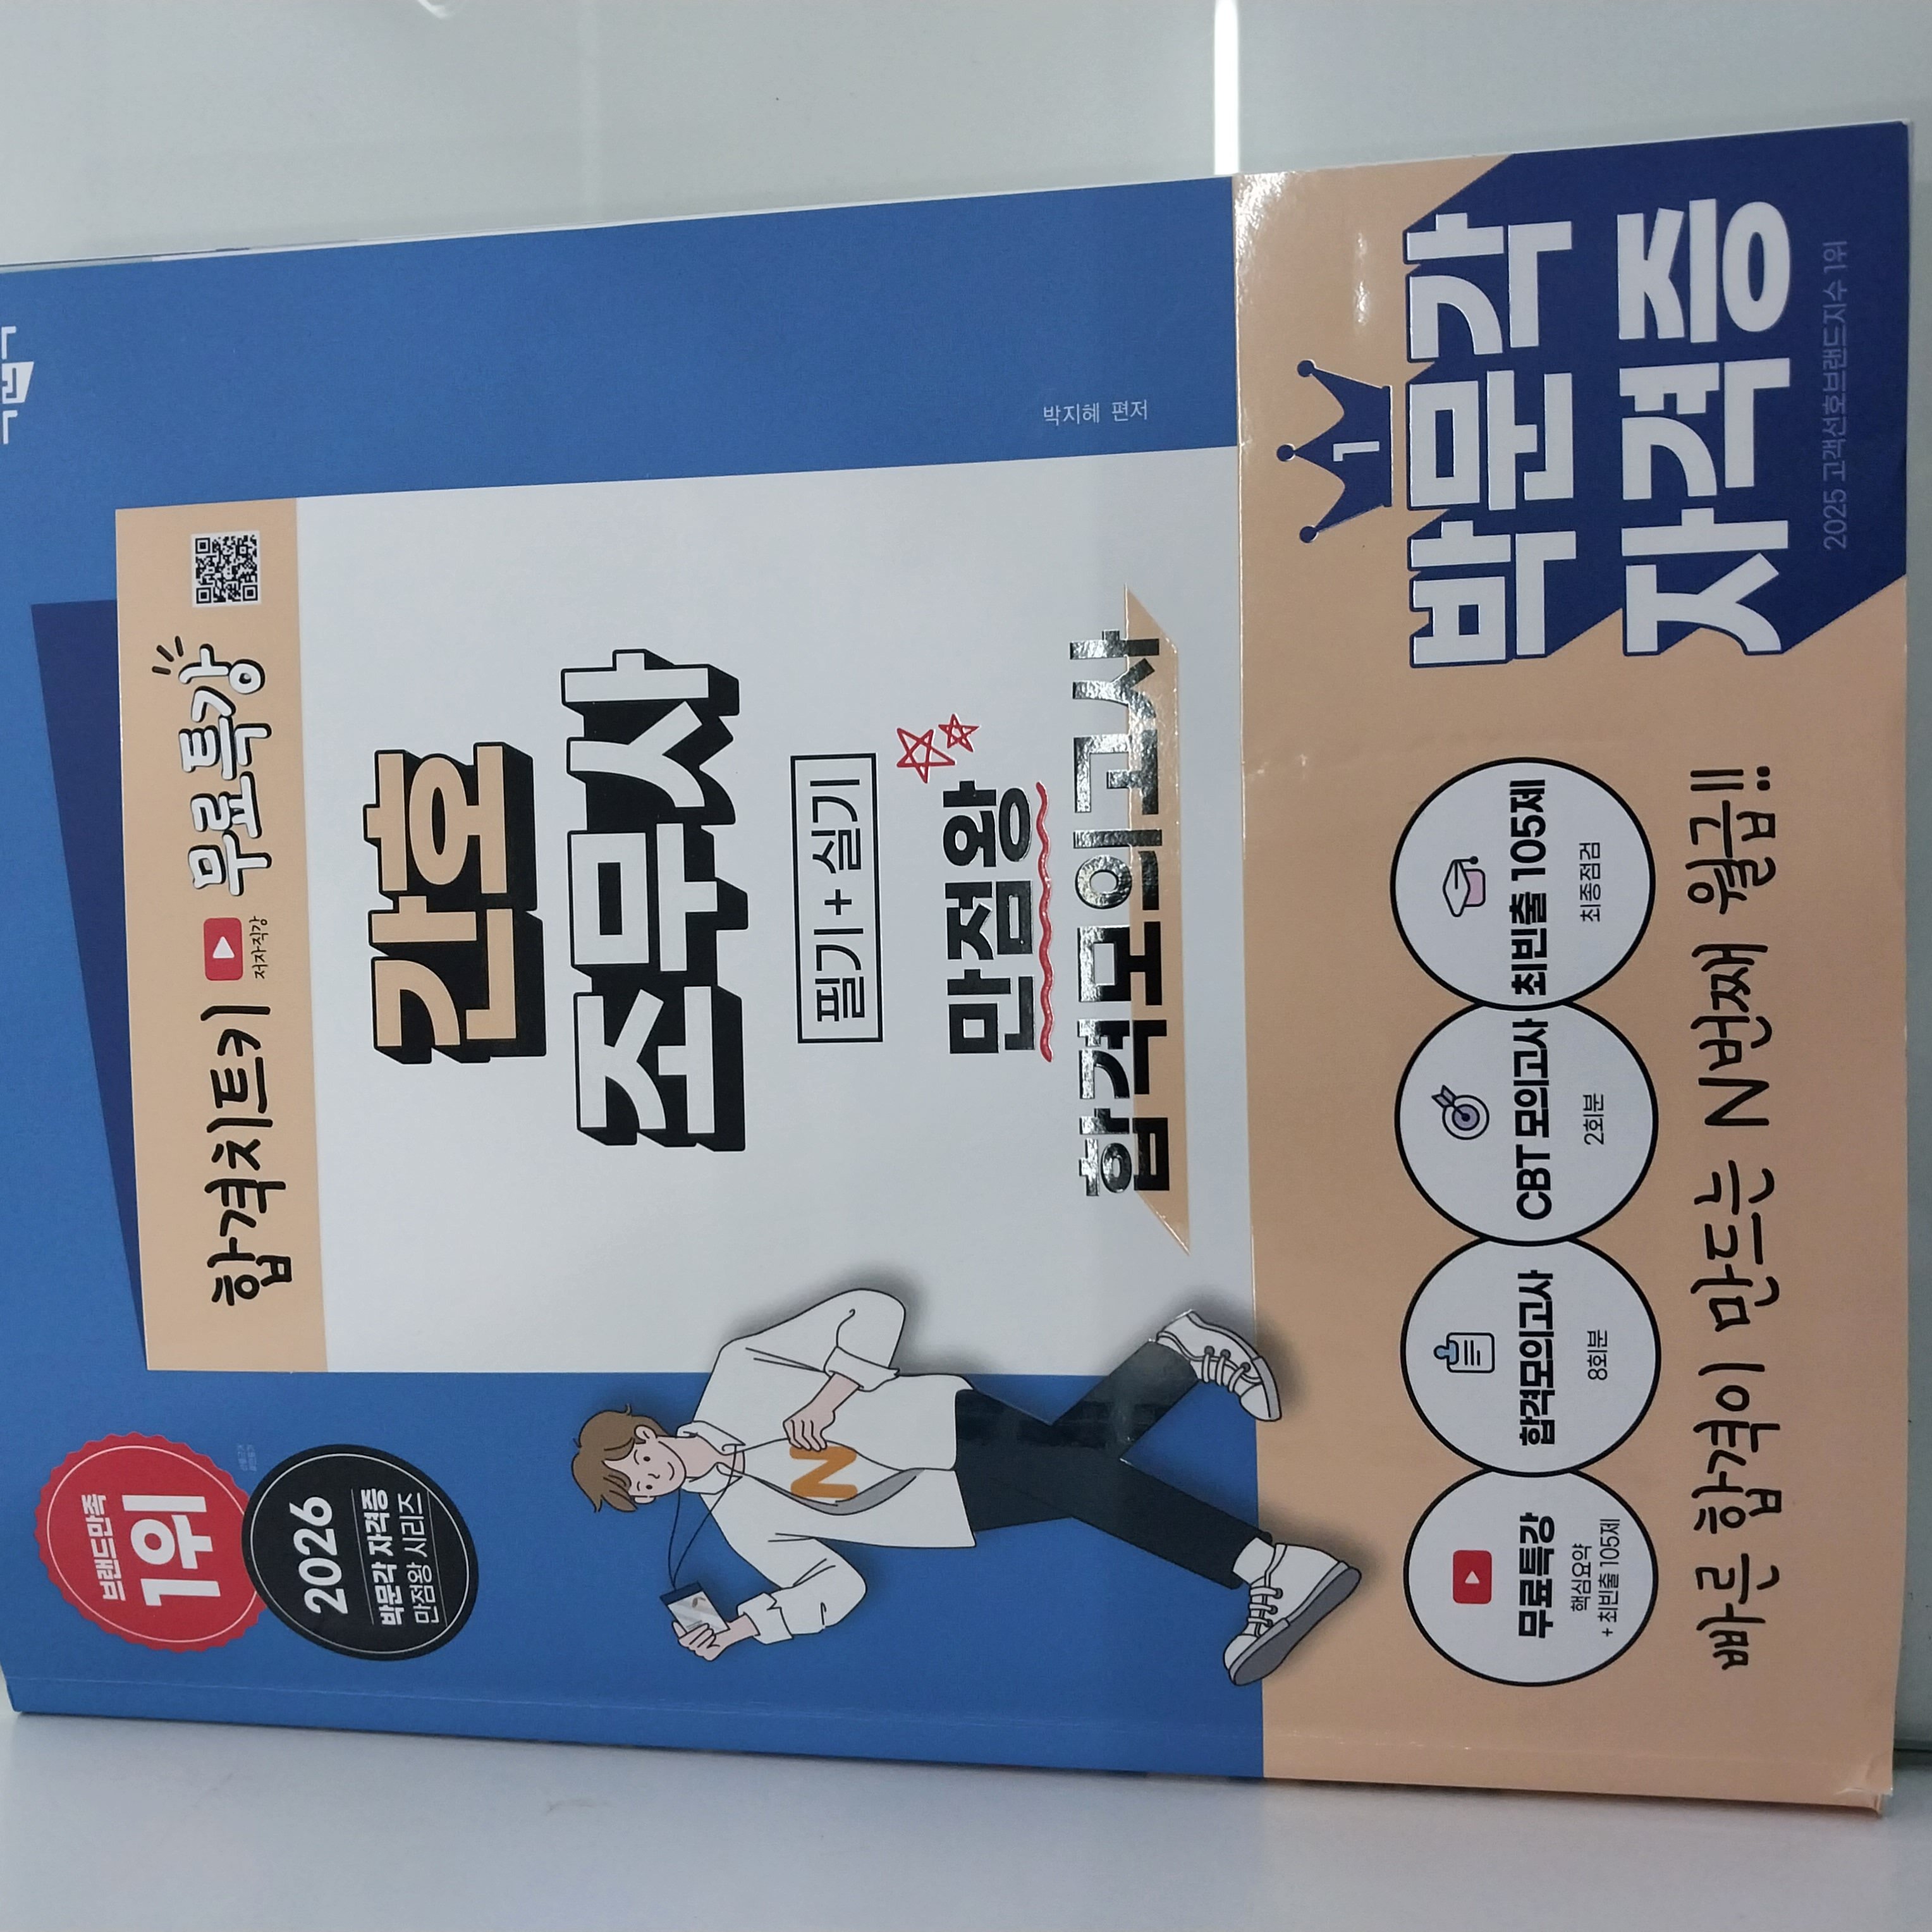 브랜드만족
1위
2026
박문각 자격증
만점왕 시리즈
합격치트키
저자직강
무료특강
간호
조무사
필기 + 실기
만점왕
합격모의고사
N
박지혜 편저
무료특강
핵심요약
+ 최빈출 105제
합격모의고사
8회분
CBT 모의고사
2회분
최빈출 105제
최종점검
빠른 합격이 만드는 N번째 월급!!
1
박문각
자격증
2025 고객선호브랜드지수 1위